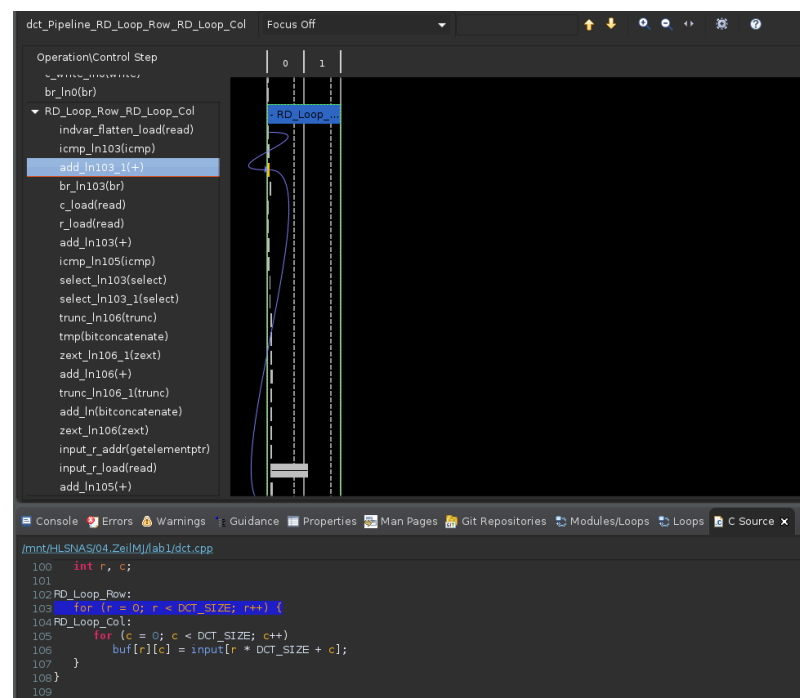 dct_Pipeline_RD_Loop_Row_RD_Loop_Col Focus Off
Operation\Control Step 0 1
c_write_ln0(write)
br_ln0(br)
RD_Loop_Row_RD_Loop_Col - RD_Loop_...
indvar_flatten_load(read)
icmp_ln103(icmp)
add_ln103_1(+)
br_ln103(br)
c_load(read)
r_load(read)
add_ln103(+)
icmp_ln105(icmp)
select_ln103(select)
select_ln103_1(select)
trunc_ln106(trunc)
tmp(bitconcatenate)
zext_ln106_1(zext)
add_ln106(+)
trunc_ln106_1(trunc)
add_ln(bitconcatenate)
zext_ln106(zext)
input_r_addr(getelementptr)
input_r_load(read)
add_ln105(+)
Console Errors Warnings Guidance Properties Man Pages Git Repositories Modules/Loops Loops C Source
/mnt/HLSNAS/04.ZeilMJ/lab1/dct.cpp
100 int r, c;
101
102 RD_Loop_Row:
103 for (r = 0; r < DCT_SIZE; r++) {
104 RD_Loop_Col:
105 for (c = 0; c < DCT_SIZE; c++)
106 buf[r][c] = input[r * DCT_SIZE + c];
107 }
108 }
109